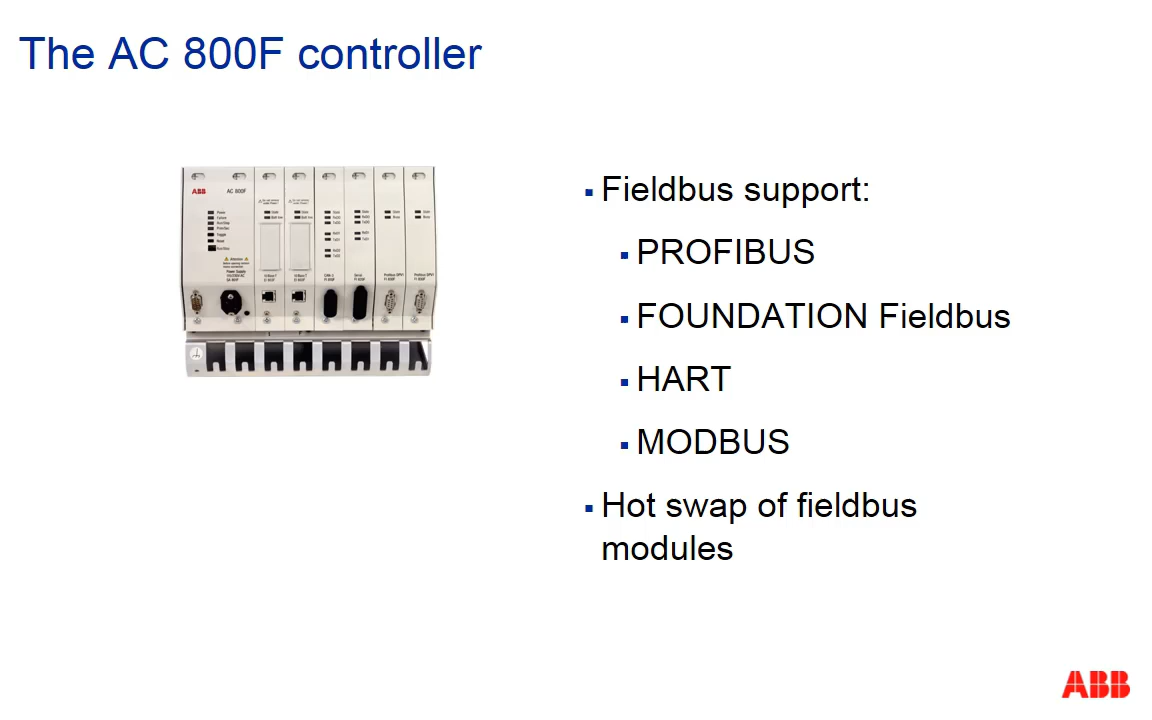 The AC 800F controller
ABB
AC 800F
Fieldbus support:
PROFIBUS
FOUNDATION Fieldbus
HART
MODBUS
Hot swap of fieldbus
modules
ABB